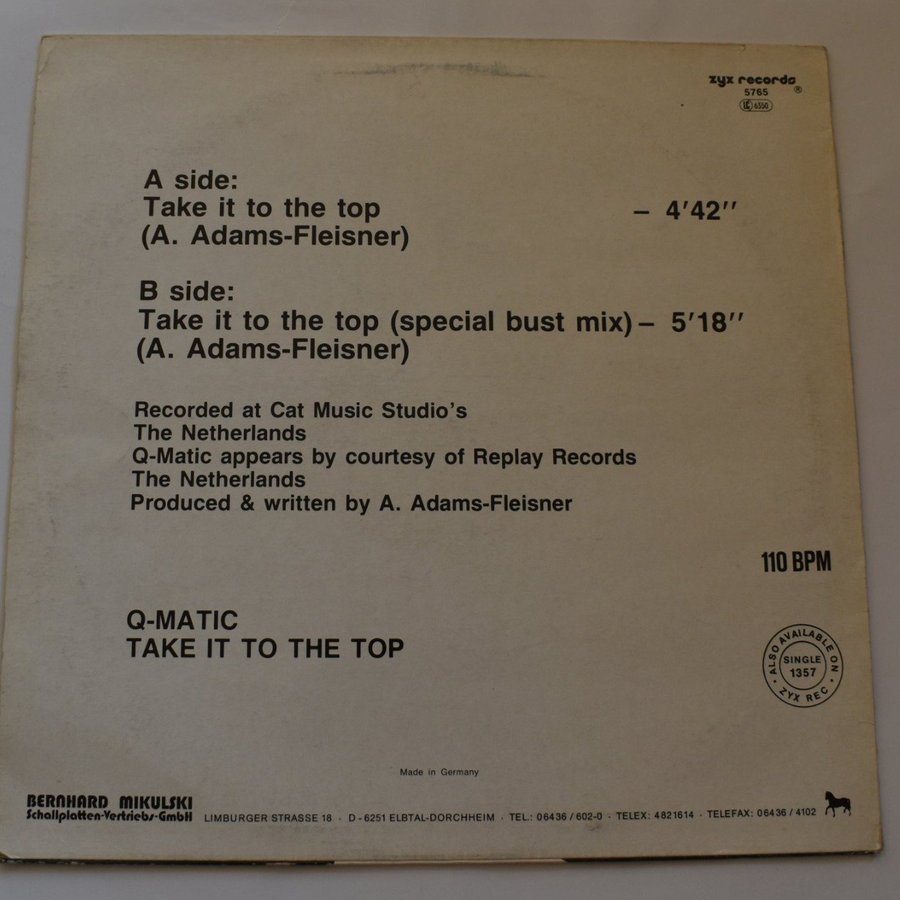 zyx records ®
5765
LC 6350
A side:
Take it to the top – 4'42''
(A. Adams-Fleisner)
B side:
Take it to the top (special bust mix) – 5'18''
(A. Adams-Fleisner)
Recorded at Cat Music Studio's
The Netherlands
Q-Matic appears by courtesy of Replay Records
The Netherlands
Produced & written by A. Adams-Fleisner
110 BPM
Q-MATIC
TAKE IT TO THE TOP
· ALSO AVAILABLE ON ·
SINGLE
1357
ZYX REC
Made in Germany
BERNHARD MIKULSKI
Schallplatten-Vertriebs-GmbH
LIMBURGER STRASSE 18 · D-6251 ELBTAL-DORCHHEIM · TEL.: 06436/602-0 · TELEX: 4821614 · TELEFAX: 06436/4102